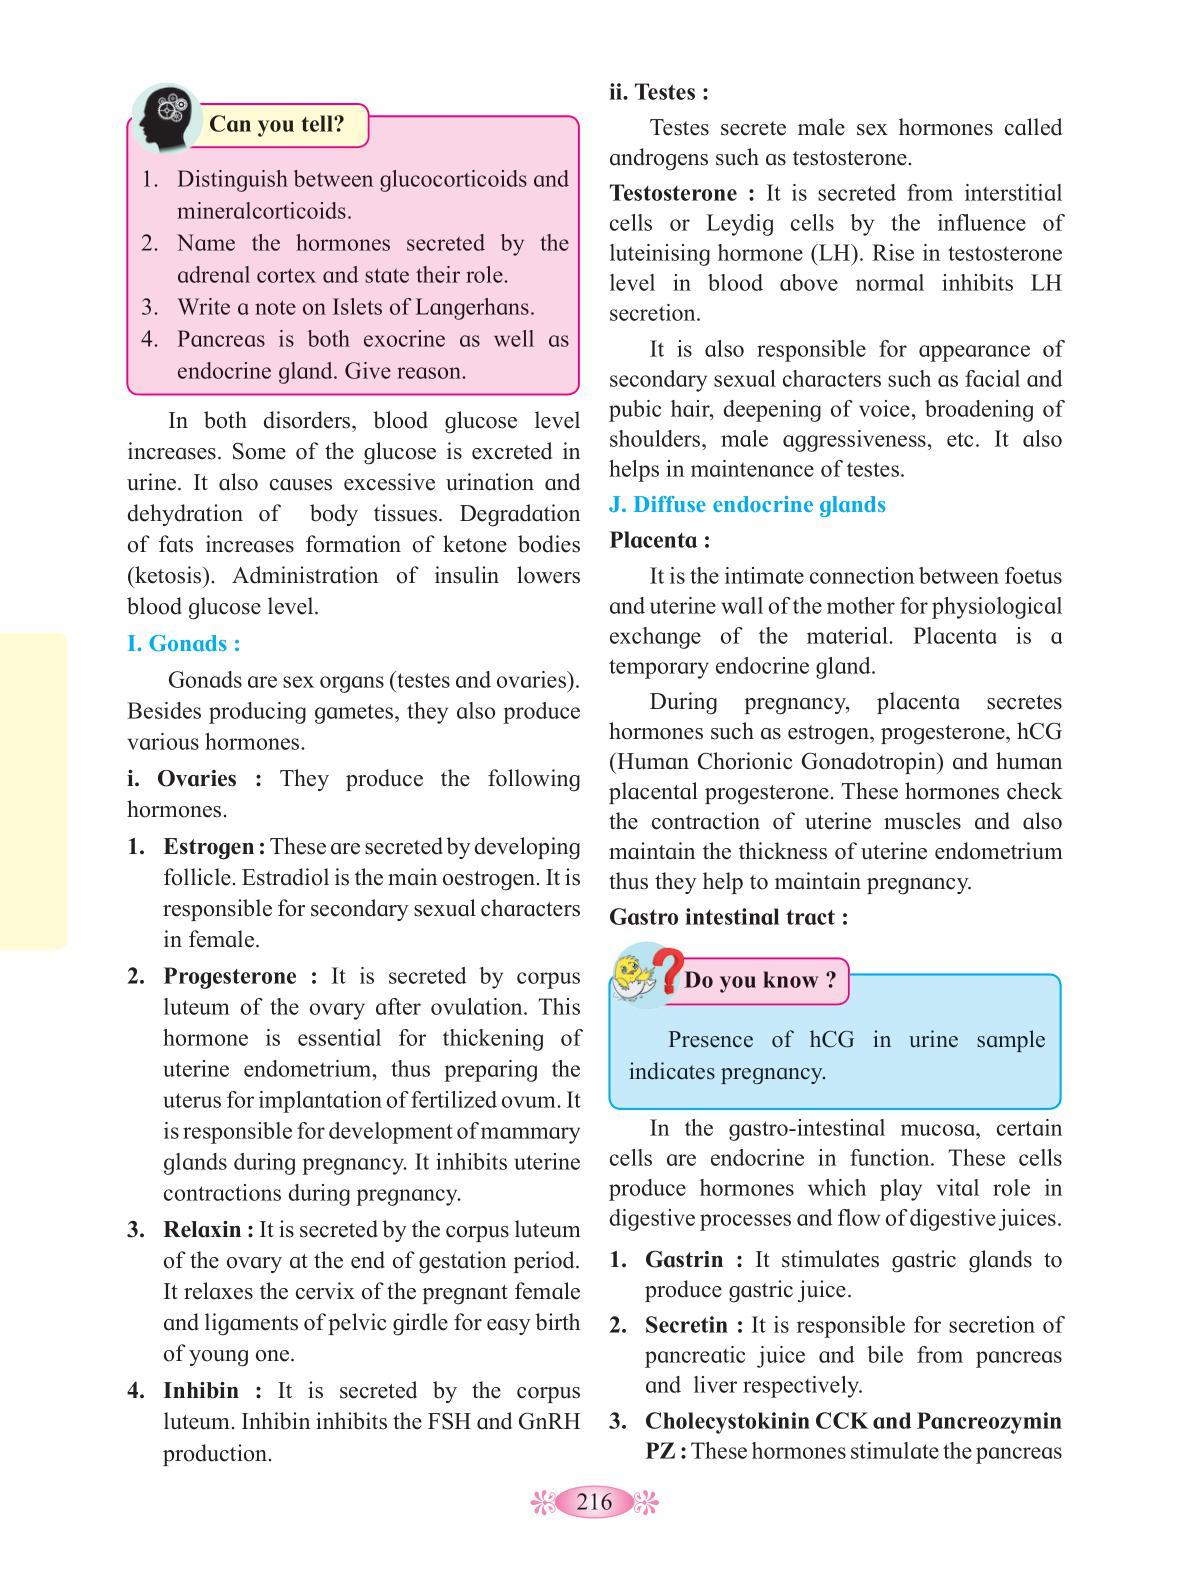 Can you tell?
1. Distinguish between glucocorticoids and
mineralcorticoids.
2. Name the hormones secreted by the
adrenal cortex and state their role.
3. Write a note on Islets of Langerhans.
4. Pancreas is both exocrine as well as
endocrine gland. Give reason.
In both disorders, blood glucose level
increases. Some of the glucose is excreted in
urine. It also causes excessive urination and
dehydration of body tissues. Degradation
of fats increases formation of ketone bodies
(ketosis). Administration of insulin lowers
blood glucose level.
I. Gonads :
Gonads are sex organs (testes and ovaries).
Besides producing gametes, they also produce
various hormones.
i. Ovaries : They produce the following
hormones.
1. Estrogen : These are secreted by developing
follicle. Estradiol is the main oestrogen. It is
responsible for secondary sexual characters
in female.
2. Progesterone : It is secreted by corpus
luteum of the ovary after ovulation. This
hormone is essential for thickening of
uterine endometrium, thus preparing the
uterus for implantation of fertilized ovum. It
is responsible for development of mammary
glands during pregnancy. It inhibits uterine
contractions during pregnancy.
3. Relaxin : It is secreted by the corpus luteum
of the ovary at the end of gestation period.
It relaxes the cervix of the pregnant female
and ligaments of pelvic girdle for easy birth
of young one.
4. Inhibin : It is secreted by the corpus
luteum. Inhibin inhibits the FSH and GnRH
production.
ii. Testes :
Testes secrete male sex hormones called
androgens such as testosterone.
Testosterone : It is secreted from interstitial
cells or Leydig cells by the influence of
luteinising hormone (LH). Rise in testosterone
level in blood above normal inhibits LH
secretion.
It is also responsible for appearance of
secondary sexual characters such as facial and
pubic hair, deepening of voice, broadening of
shoulders, male aggressiveness, etc. It also
helps in maintenance of testes.
J. Diffuse endocrine glands
Placenta :
It is the intimate connection between foetus
and uterine wall of the mother for physiological
exchange of the material. Placenta is a
temporary endocrine gland.
During pregnancy, placenta secretes
hormones such as estrogen, progesterone, hCG
(Human Chorionic Gonadotropin) and human
placental progesterone. These hormones check
the contraction of uterine muscles and also
maintain the thickness of uterine endometrium
thus they help to maintain pregnancy.
Gastro intestinal tract :
Do you know ?
Presence of hCG in urine sample
indicates pregnancy.
In the gastro-intestinal mucosa, certain
cells are endocrine in function. These cells
produce hormones which play vital role in
digestive processes and flow of digestive juices.
1. Gastrin : It stimulates gastric glands to
produce gastric juice.
2. Secretin : It is responsible for secretion of
pancreatic juice and bile from pancreas
and liver respectively.
3. Cholecystokinin CCK and Pancreozymin
PZ : These hormones stimulate the pancreas
216